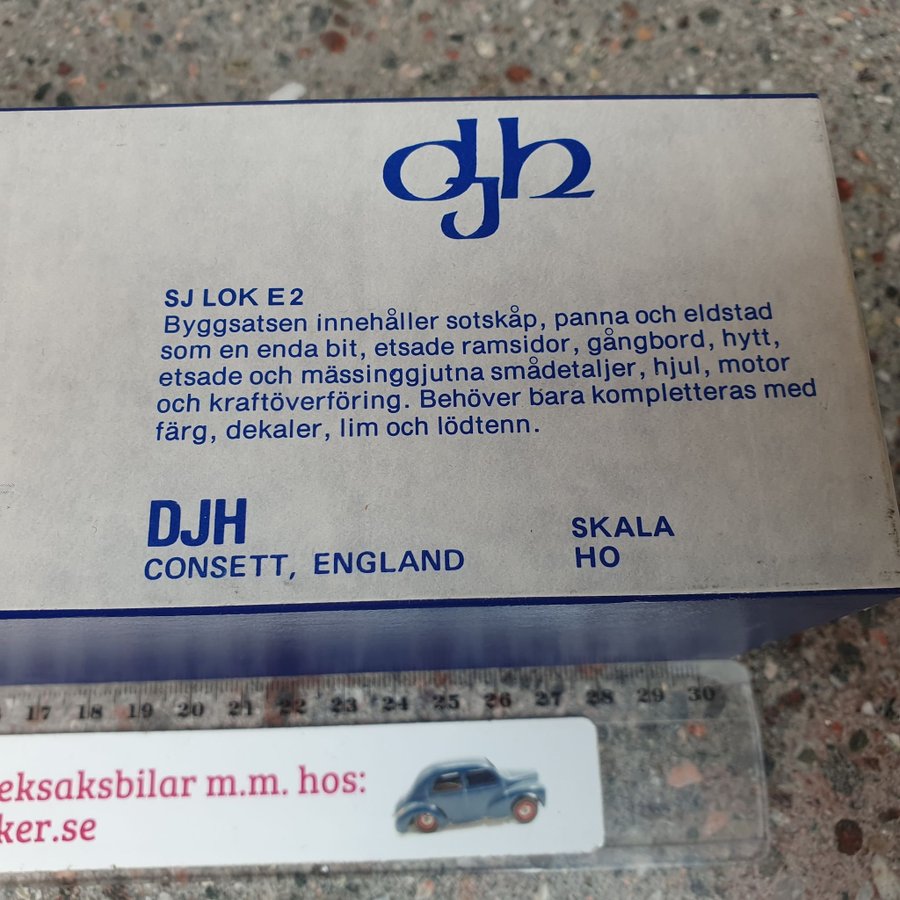 djh
SJ LOK E2
Byggsatsen innehåller sotskåp, panna och eldstad
som en enda bit, etsade ramsidor, gångbord, hytt,
etsade och mässinggjutna smådetaljer, hjul, motor
och kraftöverföring. Behöver bara kompletteras med
färg, dekaler, lim och lödtenn.
DJH
CONSETT, ENGLAND
SKALA
HO
17 18 19 20 21 22 23 24 25 26 27 28 29 30
eksaksbilar m.m. hos:
ker.se